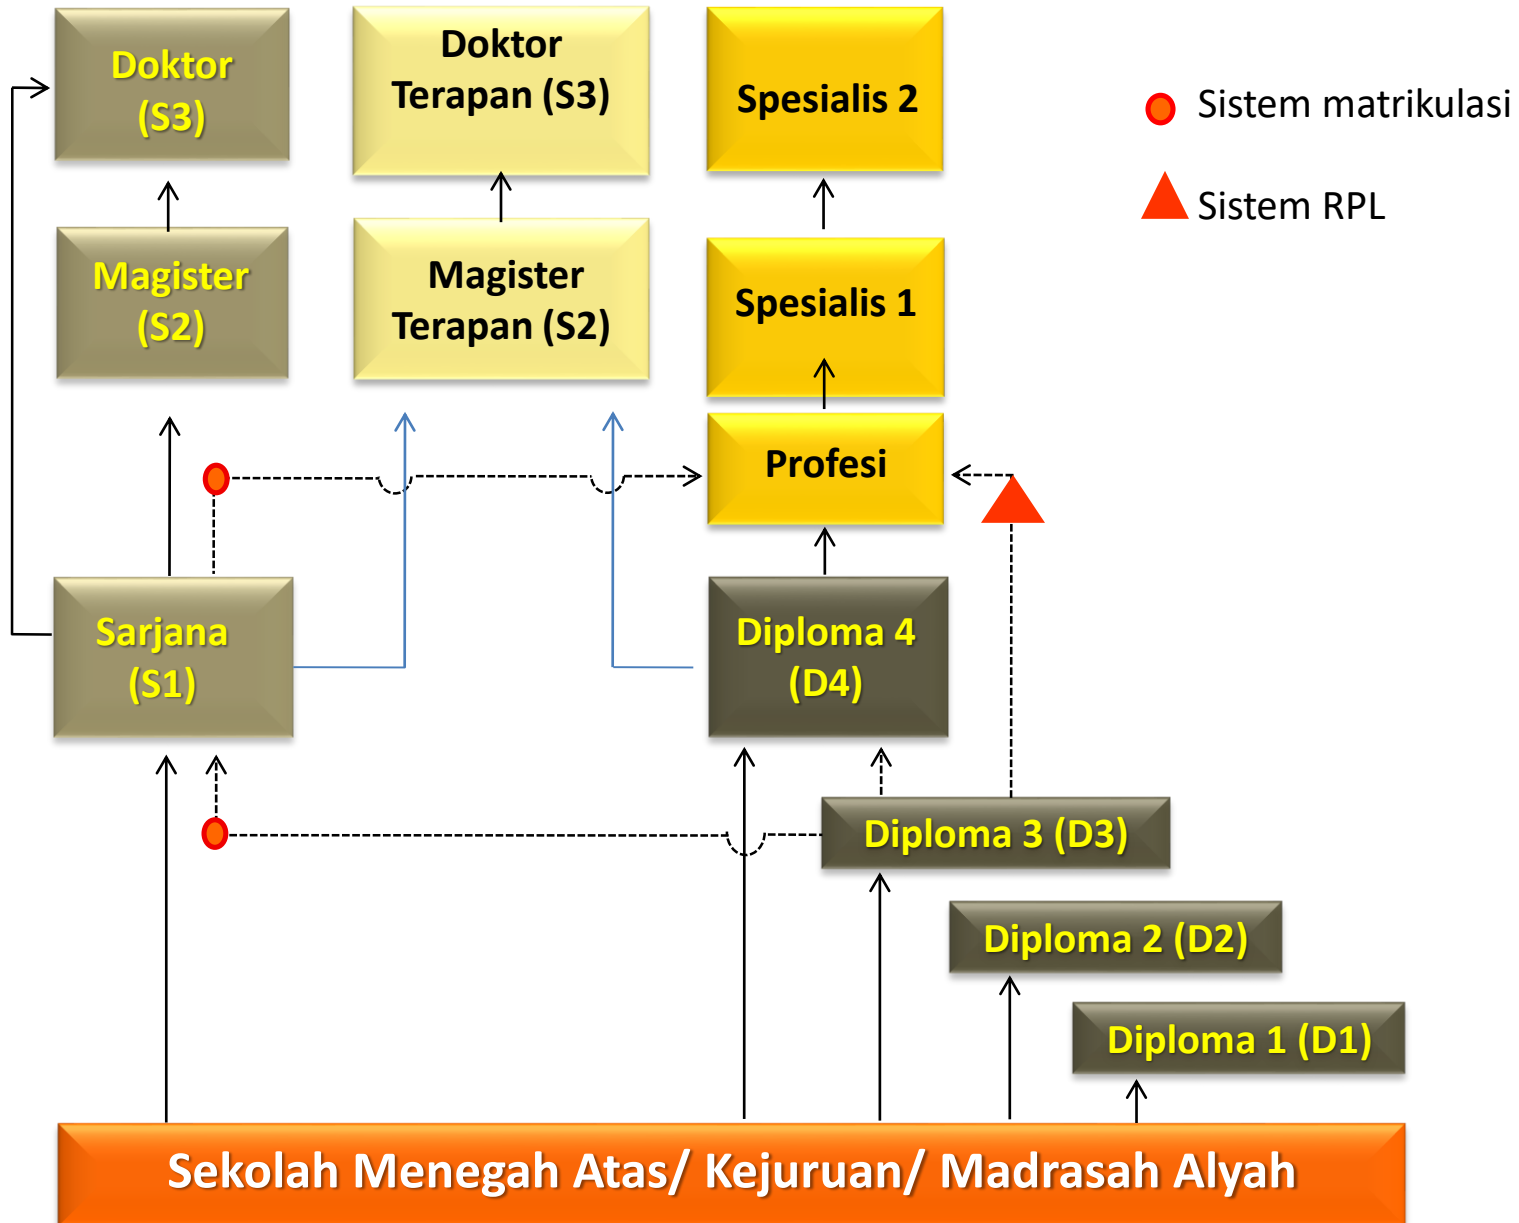 Doktor
(S3)
Doktor
Terapan (S3)
Spesialis 2
Sistem matrikulasi
Sistem RPL
Magister
(S2)
Magister
Terapan (S2)
Spesialis 1
Profesi
Sarjana
(S1)
Diploma 4
(D4)
Diploma 3 (D3)
Diploma 2 (D2)
Diploma 1 (D1)
Sekolah Menegah Atas/ Kejuruan/ Madrasah Alyah